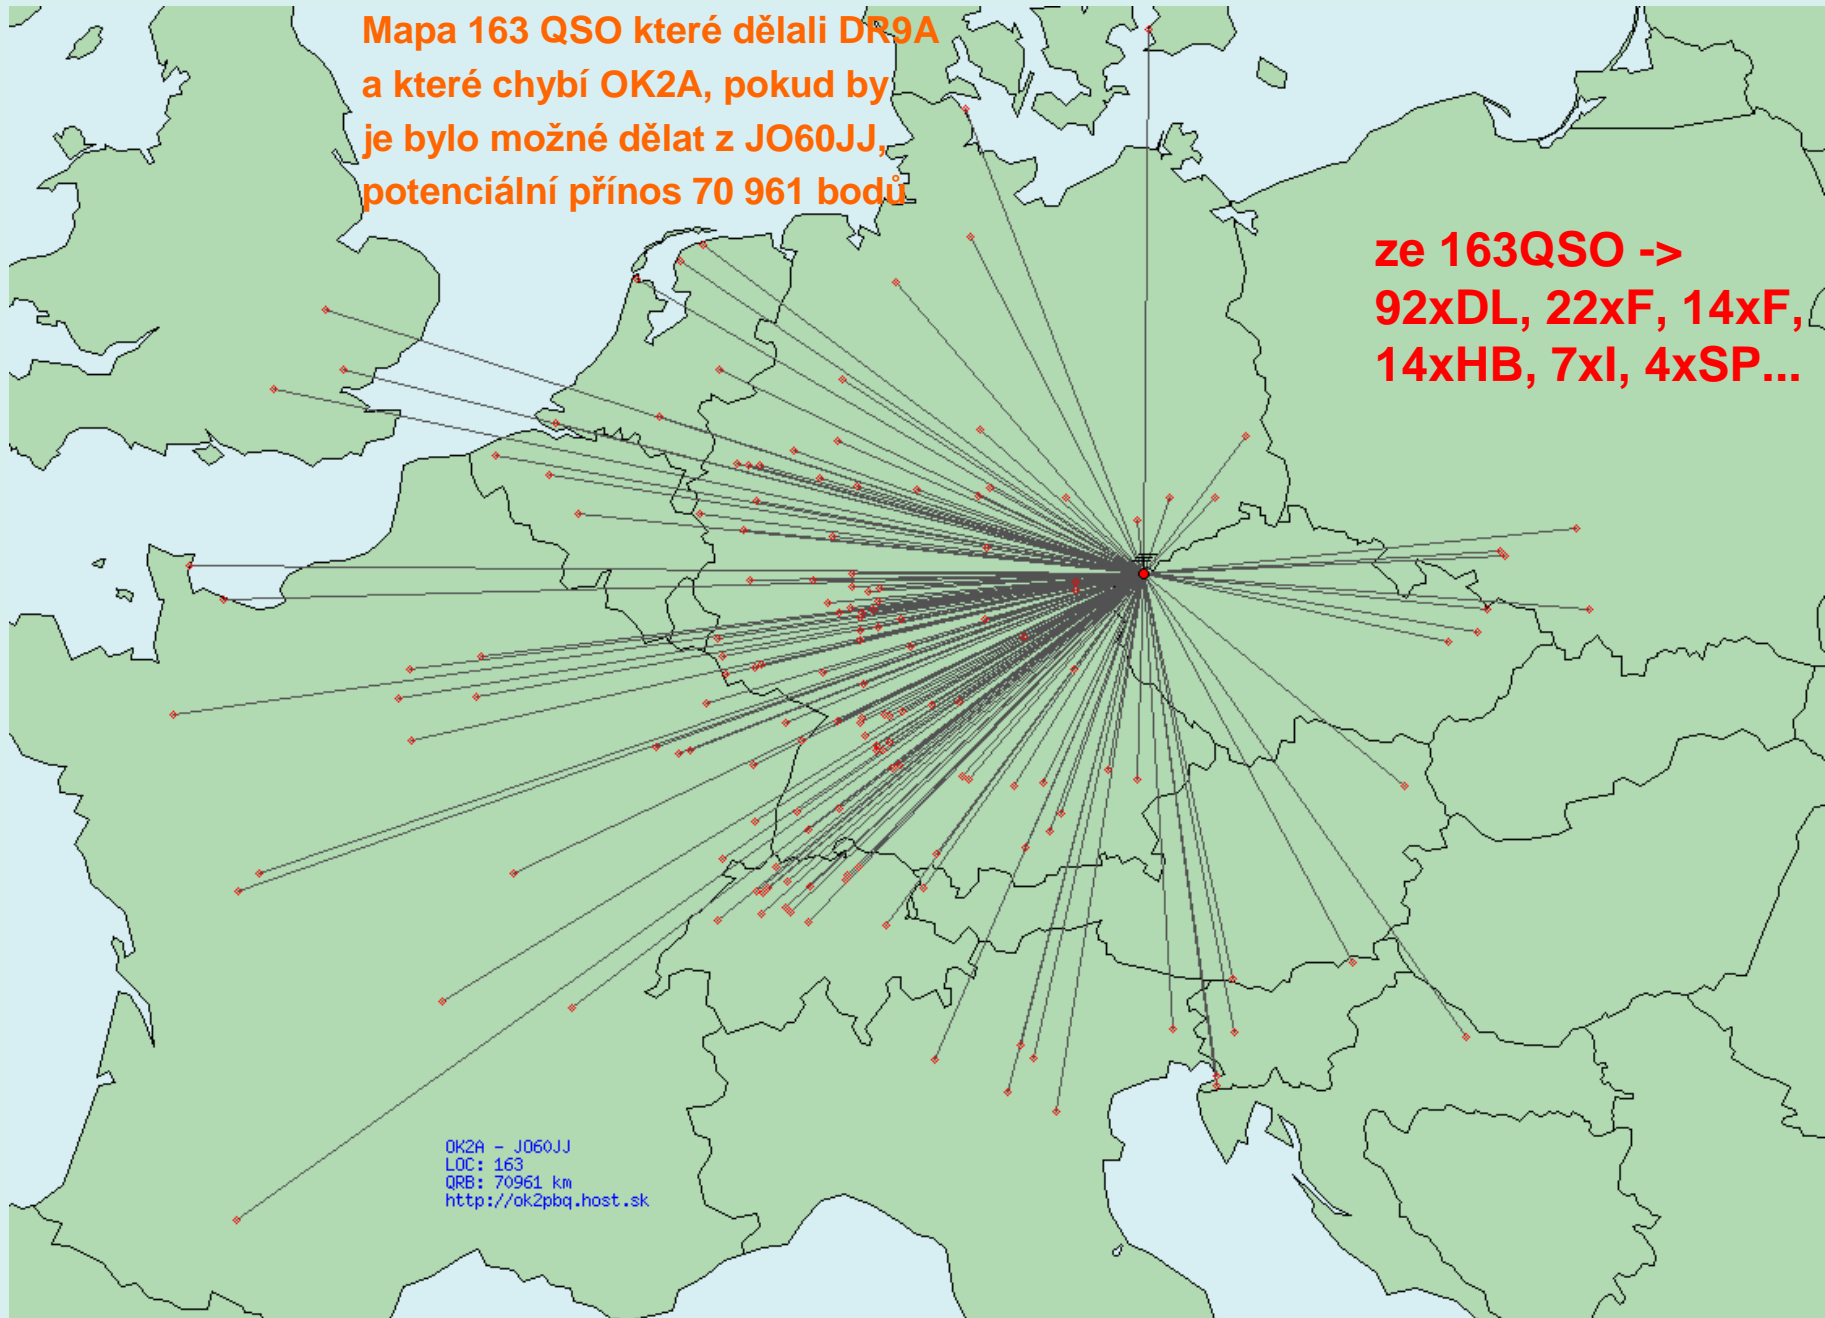 Mapa 163 QSO které dělali DR9A
a které chybí OK2A, pokud by
je bylo možné dělat z JO60JJ,
potenciální přínos 70 961 bodů
ze 163QSO ->
92xDL, 22xF, 14xF,
14xHB, 7xI, 4xSP...
OK2A - JO60JJ
LOC: 163
QRB: 70961 km
http://ok2pbq.host.sk